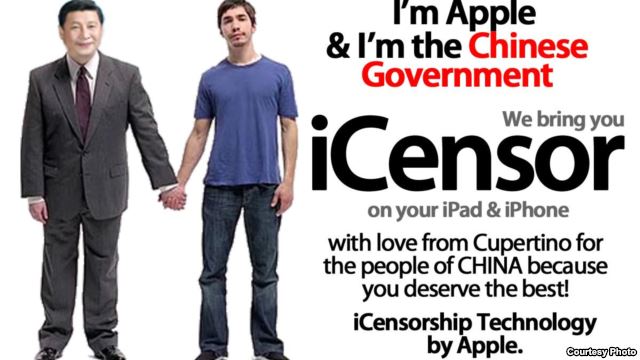 I'm Apple
& I'm the Chinese
Government
We bring you
iCensor
on your iPad & iPhone
with love from Cupertino for
the people of CHINA because
you deserve the best!
iCensorship Technology
by Apple.
Courtesy Photo